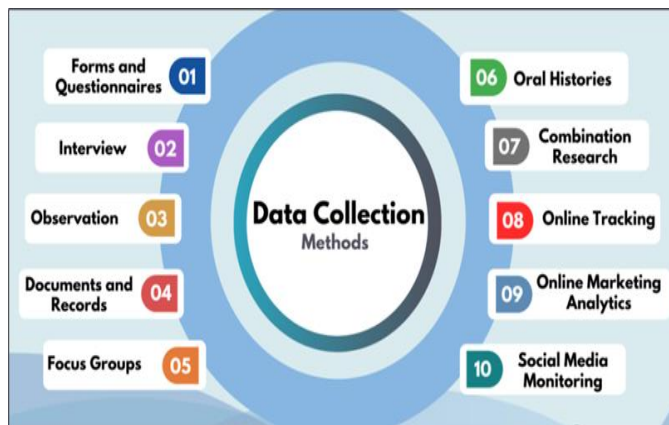 Forms and
Questionnaires
01
Interview
02
Observation
03
Documents and
Records
04
Focus Groups
05
Data Collection
Methods
06
Oral Histories
07
Combination
Research
08
Online Tracking
09
Online Marketing
Analytics
10
Social Media
Monitoring